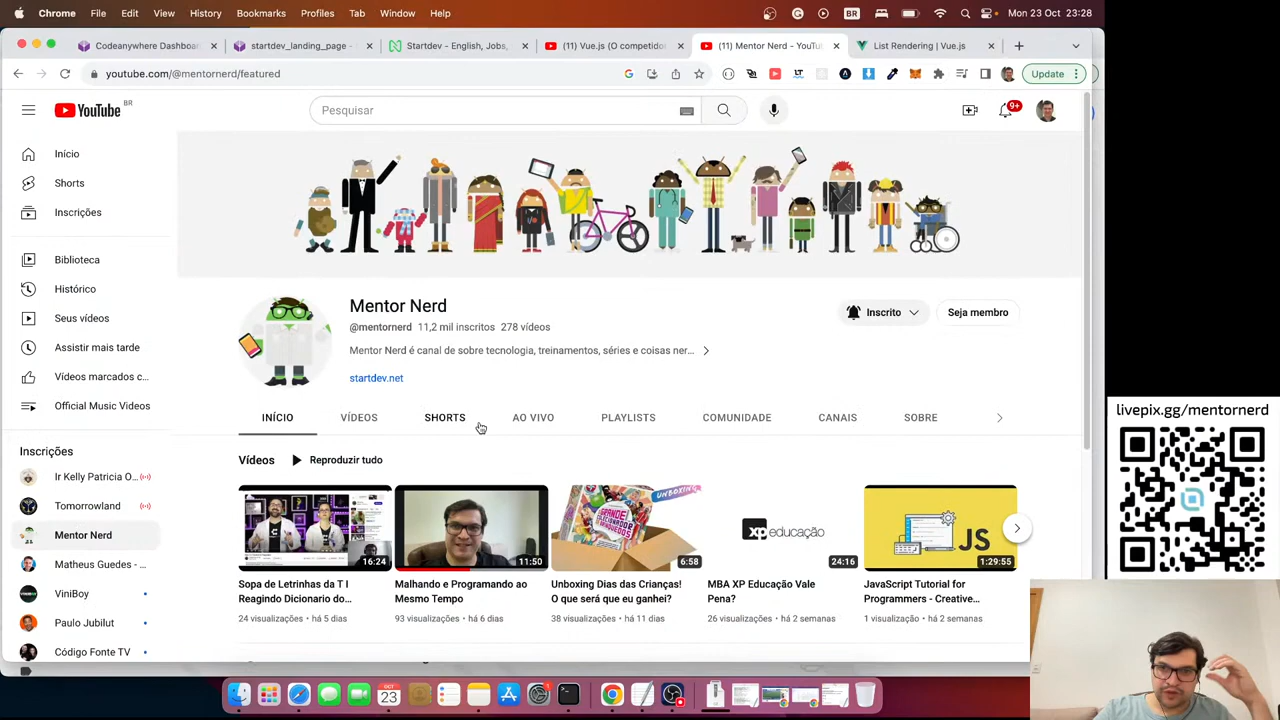 Chrome File Edit View History Bookmarks Profiles Tab Window Help
BR Mon 23 Oct 23:28
Codeanywhere Dashboar
startdev_landing_page -
Startdev - English, Jobs,
(11) Vue.js (O competidor
(11) Mentor Nerd - YouTu
List Rendering | Vue.js
youtube.com/@mentornerd/featured
Update
YouTube BR
Pesquisar
9+
Início
Shorts
Inscrições
Biblioteca
Histórico
Seus vídeos
Assistir mais tarde
Vídeos marcados c...
Official Music Videos
Inscrições
Ir Kelly Patricia O...
Tomorrowland
Mentor Nerd
Matheus Guedes - ...
ViniBoy
Paulo Jubilut
Código Fonte TV
Mentor Nerd
@mentornerd 11,2 mil inscritos 278 vídeos
Mentor Nerd é canal de sobre tecnologia, treinamentos, séries e coisas ner...
startdev.net
Inscrito
Seja membro
INÍCIO VÍDEOS SHORTS AO VIVO PLAYLISTS COMUNIDADE CANAIS SOBRE
Vídeos Reproduzir tudo
16:24
Sopa de Letrinhas da T I
Reagindo Dicionario do...
24 visualizações • há 5 dias
11:50
Malhando e Programando ao
Mesmo Tempo
93 visualizações • há 6 dias
UNBOXING
6:58
Unboxing Dias das Crianças!
O que será que eu ganhei?
38 visualizações • há 11 dias
xp educação
24:16
MBA XP Educação Vale
Pena?
26 visualizações • há 2 semanas
JS
1:29:55
JavaScript Tutorial for
Programmers - Creative...
1 visualização • há 2 semanas
livepix.gg/mentornerd
OCT
23